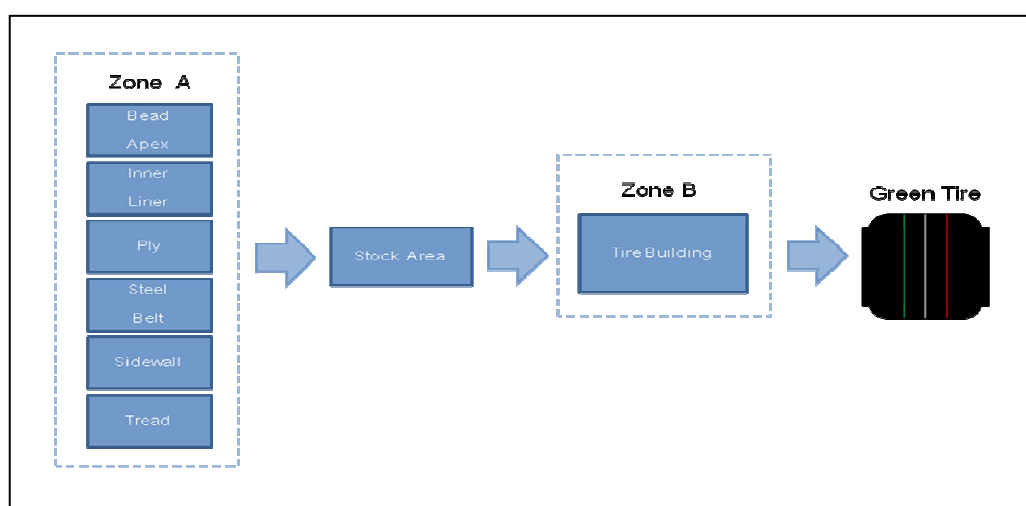 Zone A
Bead
Apex
Inner
Liner
Ply
Steel
Belt
Sidewall
Tread
Stock Area
Zone B
Tire Building
Green Tire